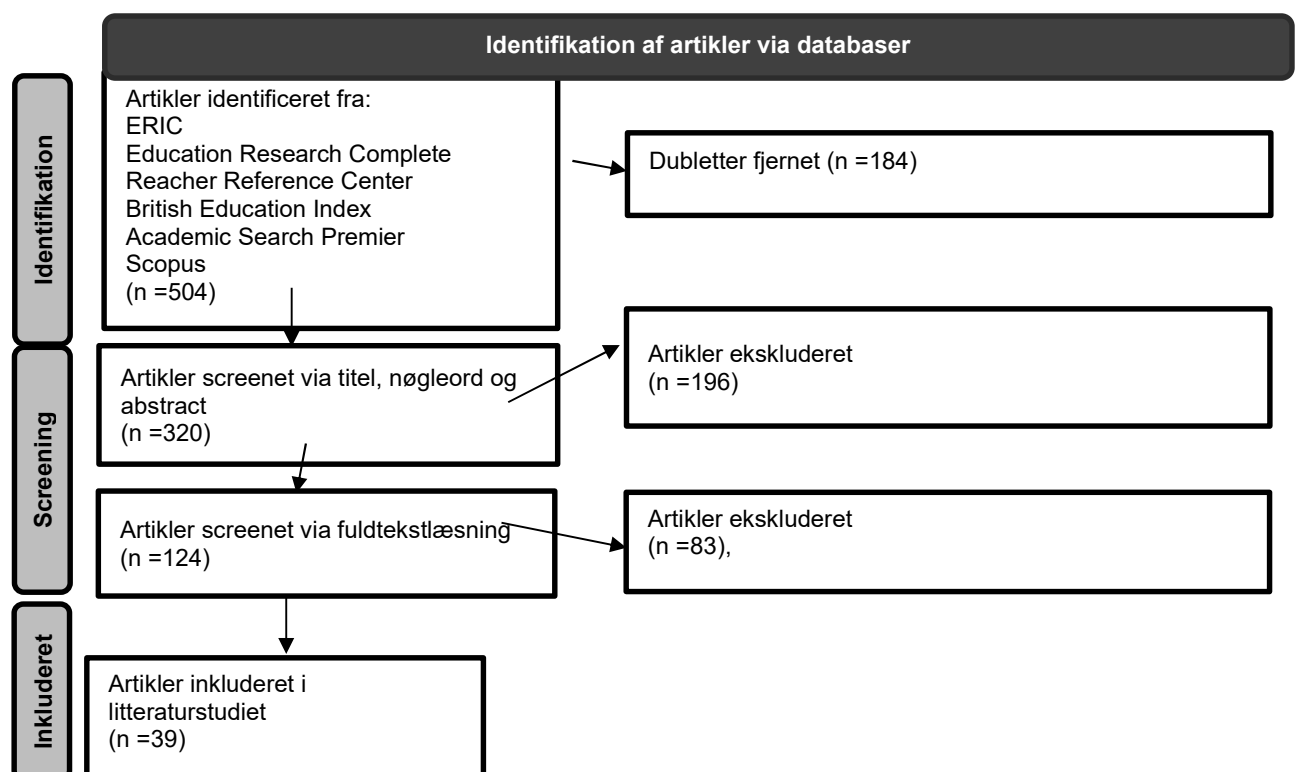 Identifikation af artikler via databaser
Identifikation
Artikler identificeret fra:
ERIC
Education Research Complete
Reacher Reference Center
British Education Index
Academic Search Premier
Scopus
(n =504)
Dubletter fjernet (n =184)
Screening
Artikler screenet via titel, nøgleord og
abstract
(n =320)
Artikler ekskluderet
(n =196)
Artikler screenet via fuldtekstlæsning
(n =124)
Artikler ekskluderet
(n =83),
Inkluderet
Artikler inkluderet i
litteraturstudiet
(n =39)